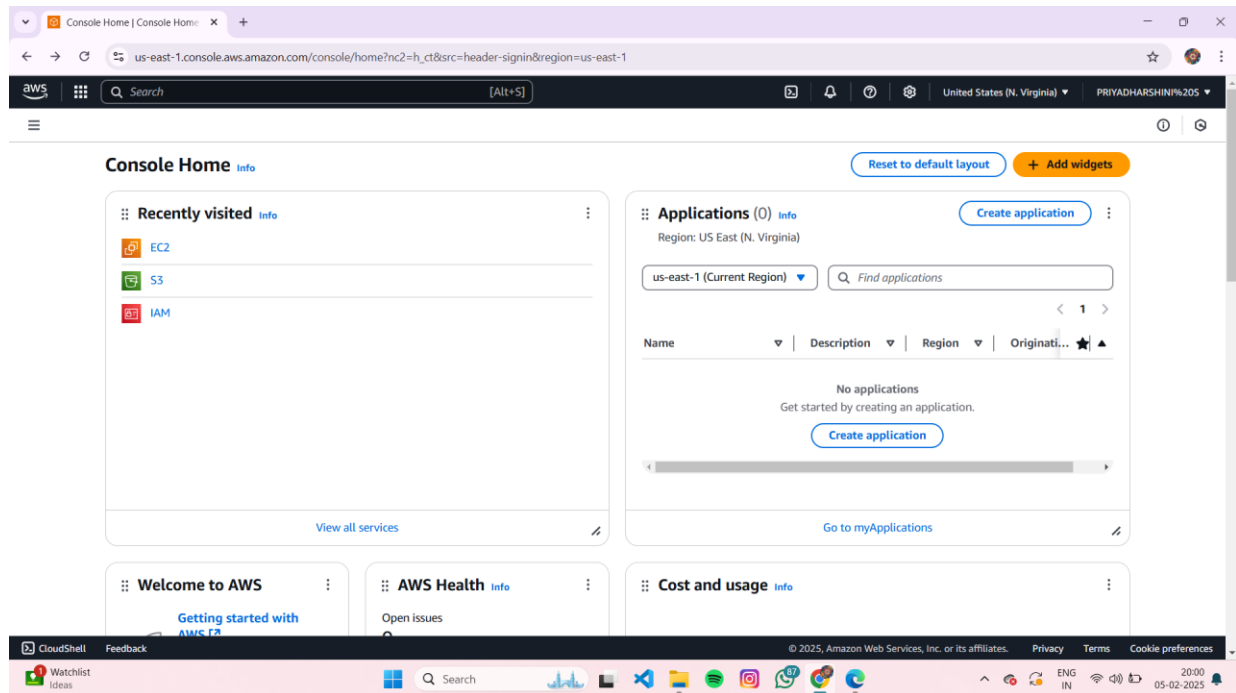 Console Home | Console Home
us-east-1.console.aws.amazon.com/console/home?nc2=h_ct&src=header-signin&region=us-east-1
aws
Search
[Alt+S]
United States (N. Virginia)
PRIYADHARSHINI%20S
Console Home Info
Reset to default layout
+ Add widgets
Recently visited Info
EC2
S3
IAM
View all services
Applications (0) Info
Create application
Region: US East (N. Virginia)
us-east-1 (Current Region)
Find applications
1
Name Description Region Originati...
No applications
Get started by creating an application.
Create application
Go to myApplications
Welcome to AWS
Getting started with
AWS
AWS Health Info
Open issues
Cost and usage Info
CloudShell Feedback
© 2025, Amazon Web Services, Inc. or its affiliates. Privacy Terms Cookie preferences
1
Watchlist
Ideas
Search
87
ENG
IN
20:00
05-02-2025